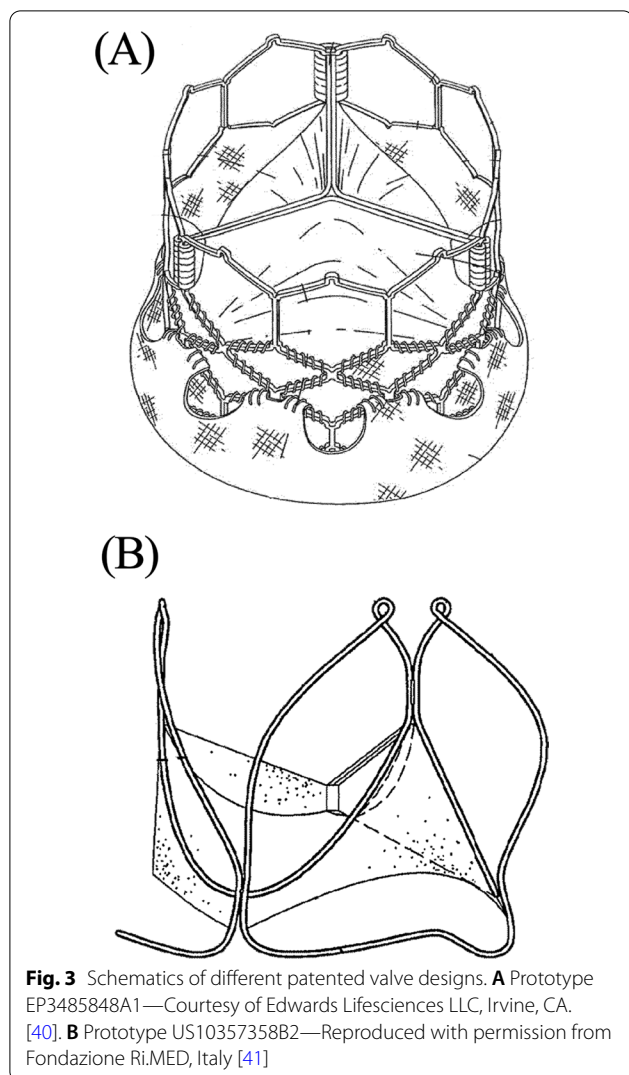 (A)
(B)
Fig. 3 Schematics of different patented valve designs. A Prototype
EP3485848A1—Courtesy of Edwards Lifesciences LLC, Irvine, CA.
[40]. B Prototype US10357358B2—Reproduced with permission from
Fondazione Ri.MED, Italy [41]